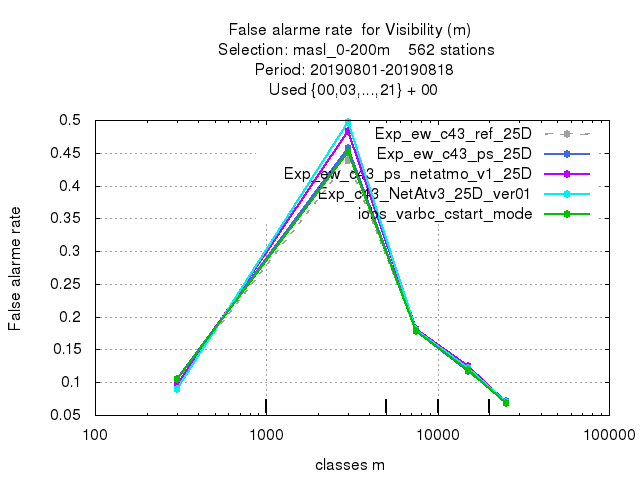 False alarme rate for Visibility (m)
Selection: masl_0-200m 562 stations
Period: 20190801-20190818
Used {00,03,...,21} + 00
Exp_ew_c43_ref_25D
Exp_ew_c43_ps_25D
Exp_ew_c43_ps_netatmo_v1_25D
Exp_c43_NetAtv3_25D_ver01
iobs_varbc_cstart_mode
False alarme rate
0.5
0.45
0.4
0.35
0.3
0.25
0.2
0.15
0.1
0.05
100
1000
10000
100000
classes m